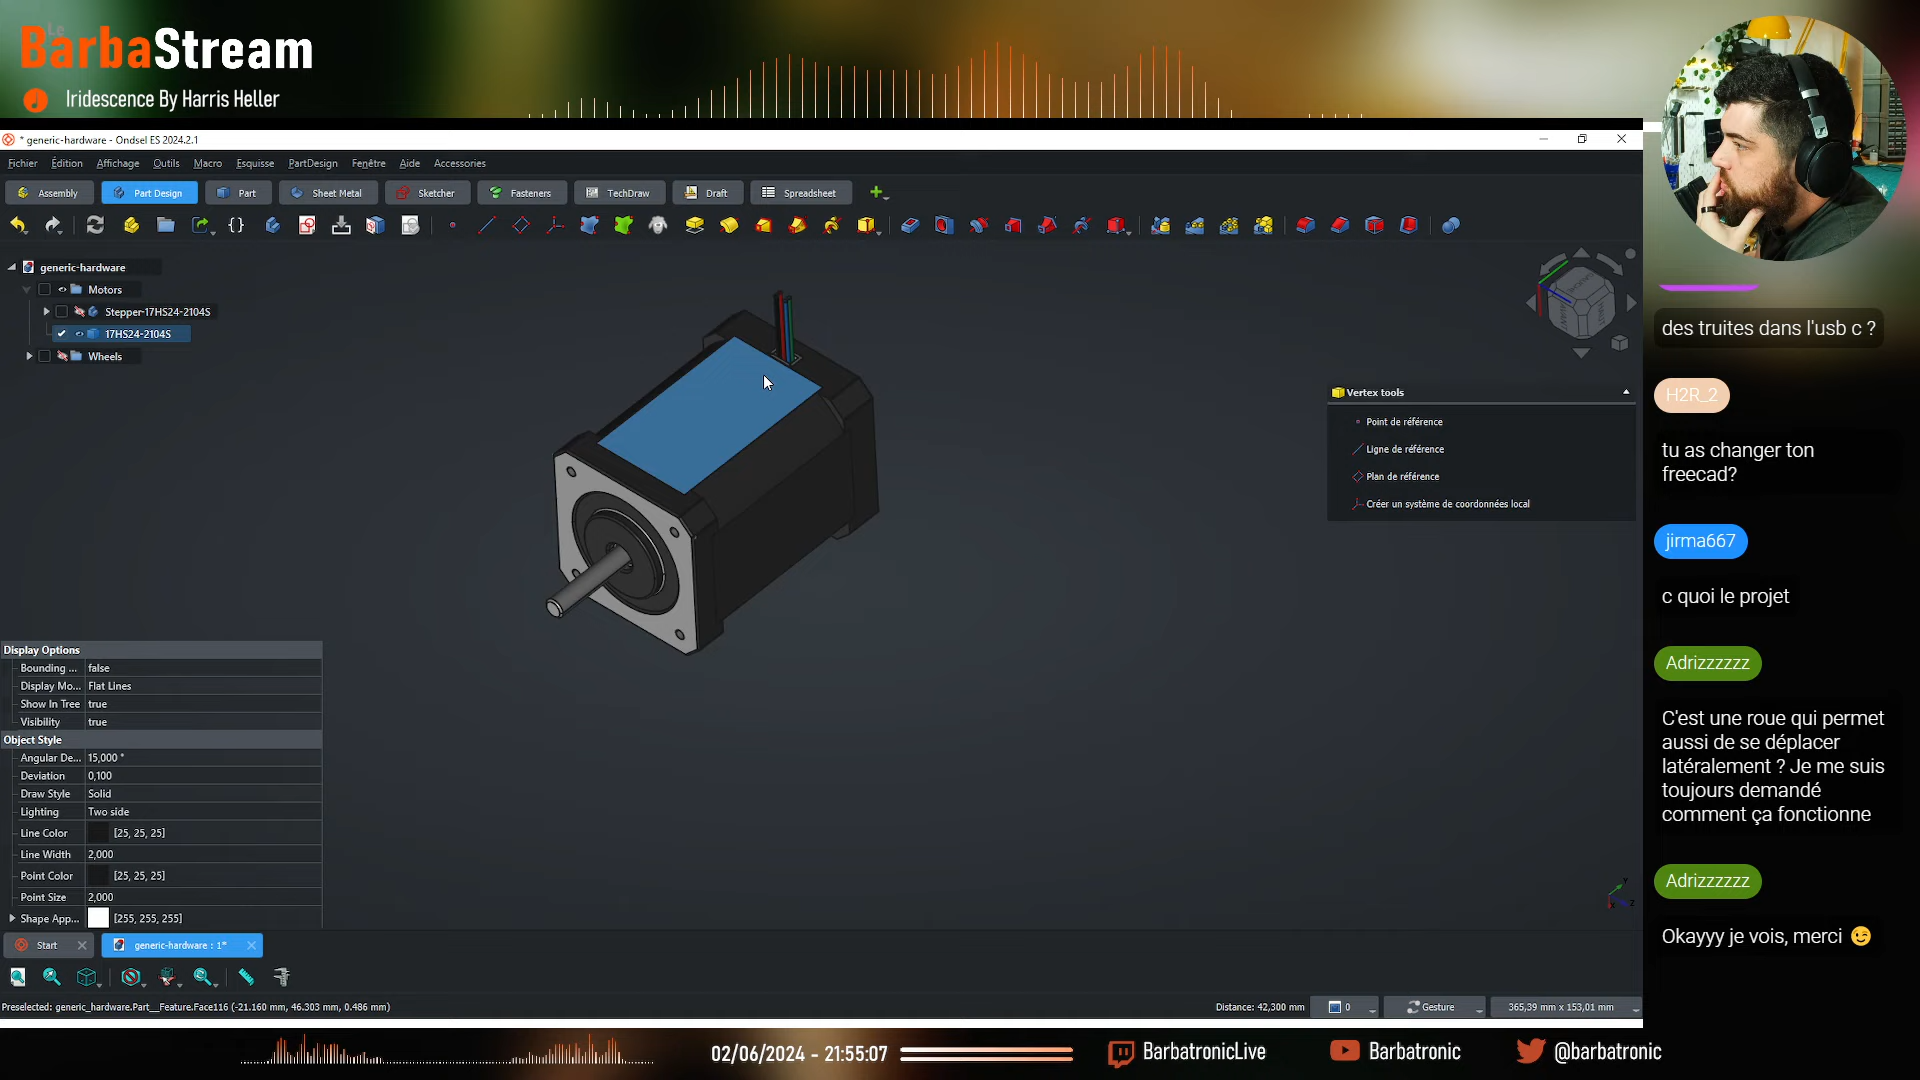 Le
BarbaStream
Iridescence By Harris Heller
* generic-hardware - Ondsel ES 2024.2.1
Fichier Édition Affichage Outils Macro Esquisse PartDesign Fenêtre Aide Accessories
Assembly Part Design Part Sheet Metal Sketcher Fasteners TechDraw Draft Spreadsheet
generic-hardware
Motors
Stepper-17HS24-2104S
17HS24-2104S
Wheels
Vertex tools
Point de référence
Ligne de référence
Plan de référence
Créer un système de coordonnées local
Display Options
Bounding ... false
Display Mo... Flat Lines
Show In Tree true
Visibility true
Object Style
Angular De... 15,000 °
Deviation 0,100
Draw Style Solid
Lighting Two side
Line Color [25, 25, 25]
Line Width 2,000
Point Color [25, 25, 25]
Point Size 2,000
Shape App... [255, 255, 255]
Start
generic-hardware : 1*
Preselected: generic_hardware.Part__Feature.Face116 (-21.160 mm, 46.303 mm, 0.486 mm)
Distance: 42,300 mm
0
Gesture
365,39 mm x 153,01 mm
des truites dans l'usb c ?
H2R_2
tu as changer ton
freecad?
jirma667
c quoi le projet
Adrizzzzzz
C'est une roue qui permet
aussi de se déplacer
latéralement ? Je me suis
toujours demandé
comment ça fonctionne
Adrizzzzzz
Okayyy je vois, merci 😉
02/06/2024 - 21:55:07
BarbatronicLive
Barbatronic
@barbatronic